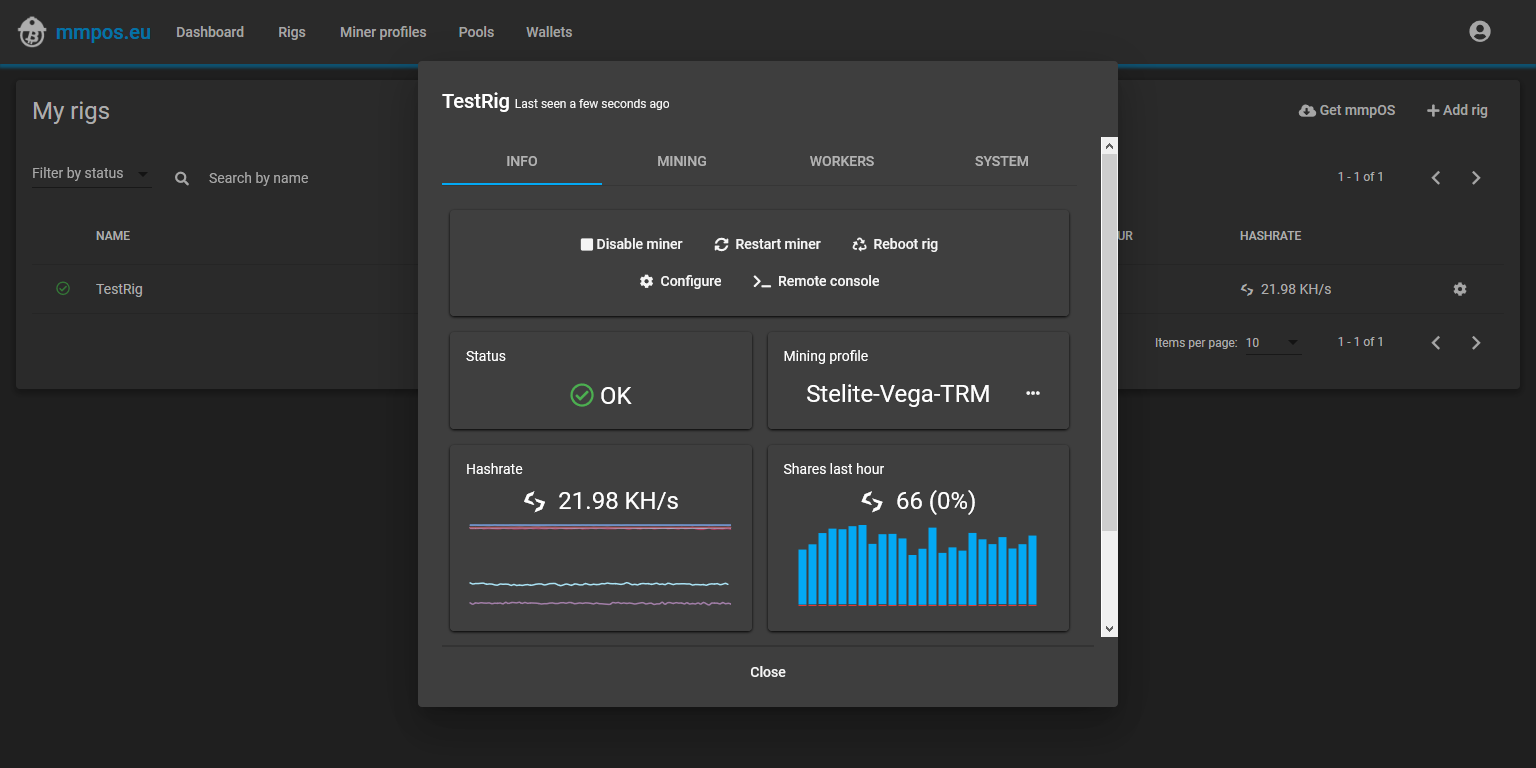 mmpos.eu Dashboard Rigs Miner profiles Pools Wallets
My rigs
Get mmpOS Add rig
Filter by status Search by name
1 - 1 of 1
NAME
HASHRATE
TestRig
21.98 KH/s
Items per page: 10 1 - 1 of 1
TestRig Last seen a few seconds ago
INFO MINING WORKERS SYSTEM
Disable miner Restart miner Reboot rig
Configure Remote console
Status
OK
Mining profile
Stelite-Vega-TRM
Hashrate
21.98 KH/s
Shares last hour
66 (0%)
Close